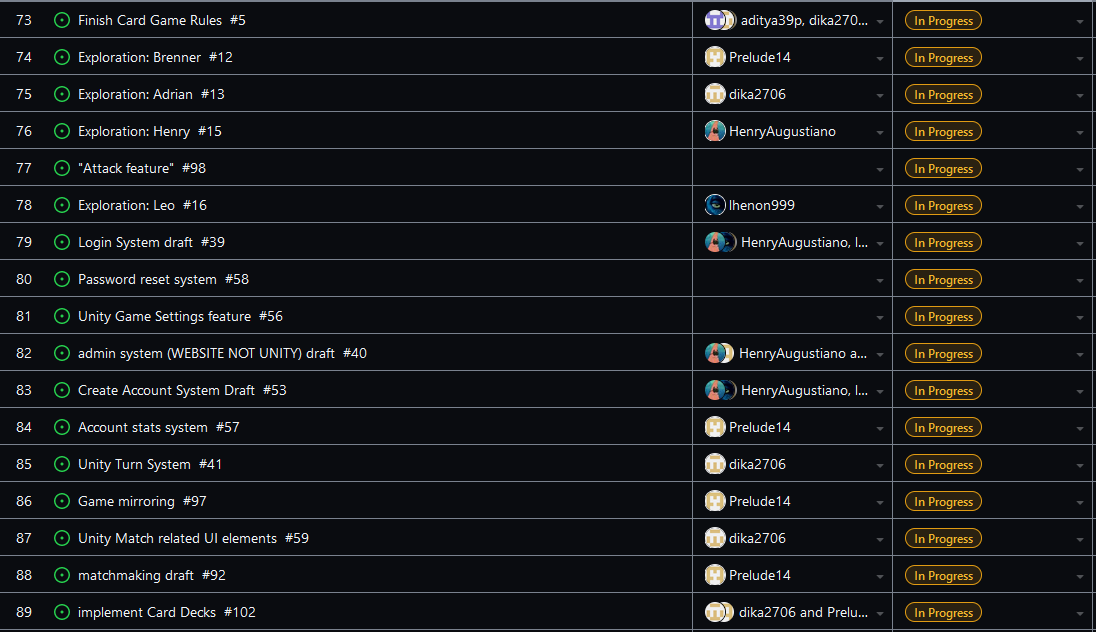 73 Finish Card Game Rules #5 aditya39p, dika270... In Progress
74 Exploration: Brenner #12 Prelude14 In Progress
75 Exploration: Adrian #13 dika2706 In Progress
76 Exploration: Henry #15 HenryAugustiano In Progress
77 "Attack feature" #98 In Progress
78 Exploration: Leo #16 lhenon999 In Progress
79 Login System draft #39 HenryAugustiano, l... In Progress
80 Password reset system #58 In Progress
81 Unity Game Settings feature #56 In Progress
82 admin system (WEBSITE NOT UNITY) draft #40 HenryAugustiano a... In Progress
83 Create Account System Draft #53 HenryAugustiano, l... In Progress
84 Account stats system #57 Prelude14 In Progress
85 Unity Turn System #41 dika2706 In Progress
86 Game mirroring #97 Prelude14 In Progress
87 Unity Match related UI elements #59 dika2706 In Progress
88 matchmaking draft #92 Prelude14 In Progress
89 implement Card Decks #102 dika2706 and Prelu... In Progress